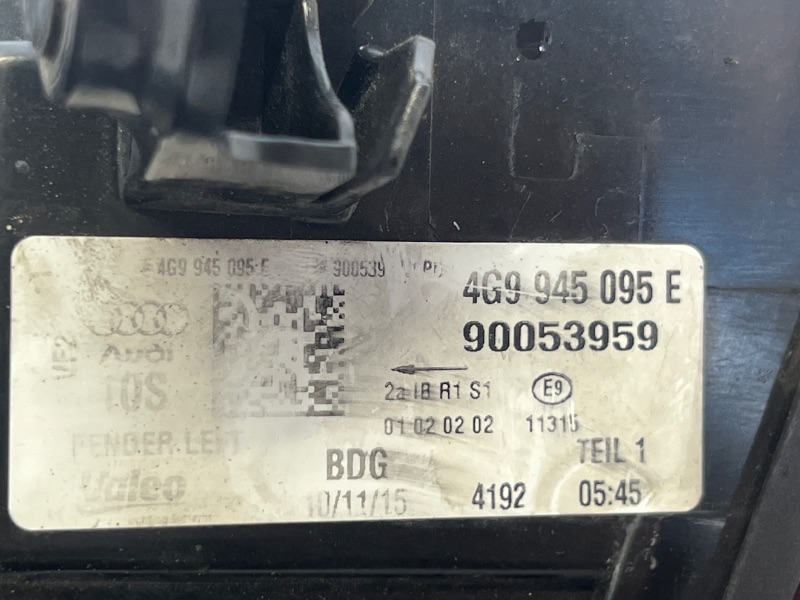 4G9 945 095 E 900539
4G9 945 095 E
90053959
Audi
2a IB R1 S1 E9
TOS
01 02 02 02 11315
FENDER LEFT
TEIL 1
BDG
Valeo
10/11/15 4192 05:45